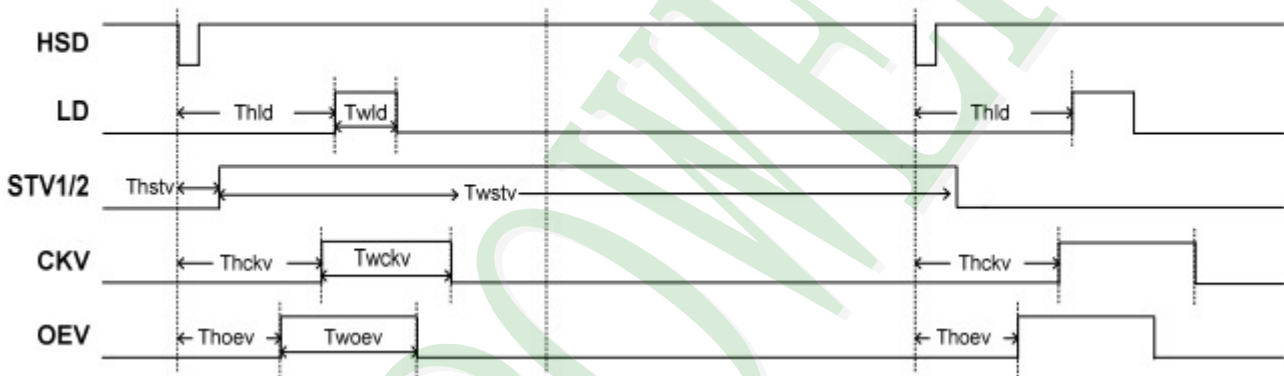 HSD
LD Thld Twld Thld
STV1/2 Thstv Twstv
CKV Thckv Twckv Thckv
OEV Thoev Twoev Thoev